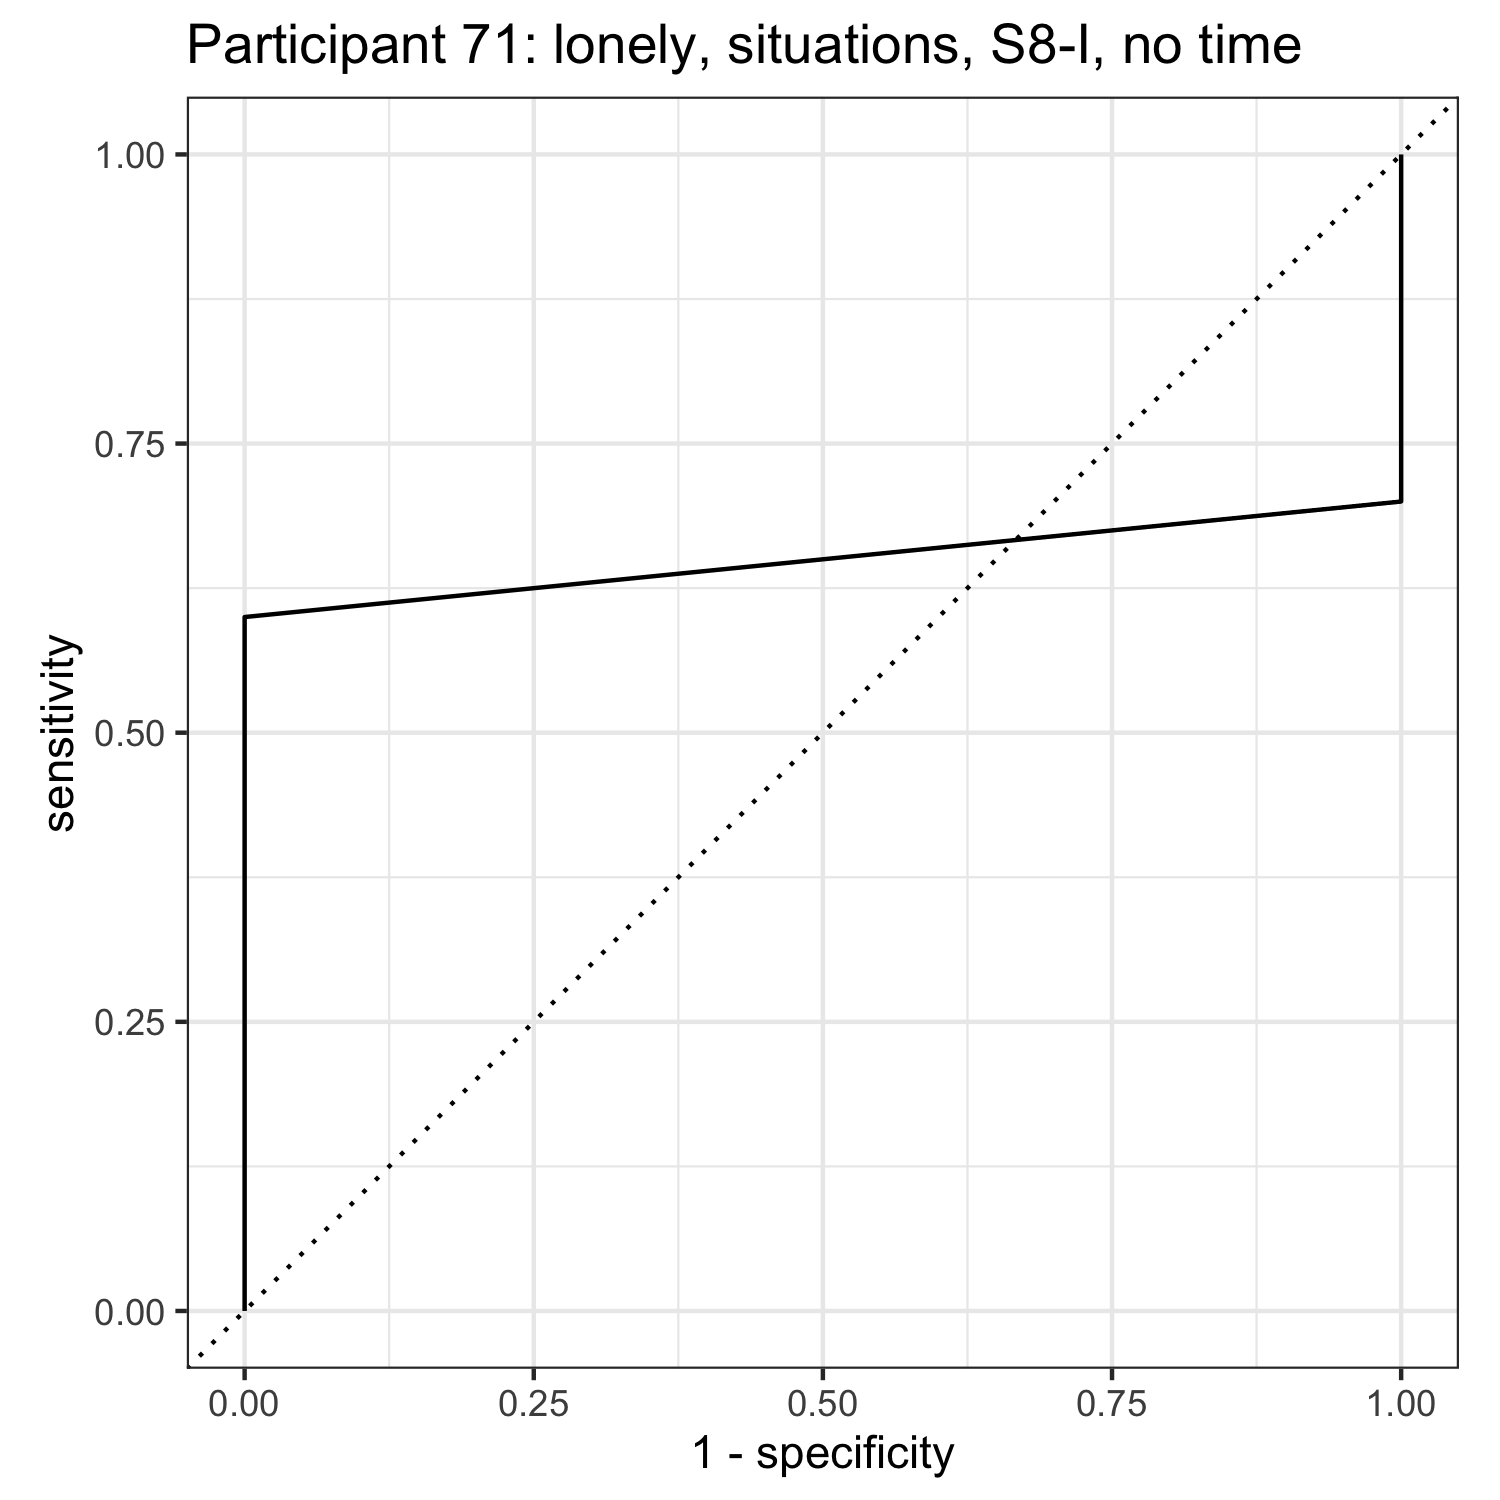 Participant 71: lonely, situations, S8-I, no time
1.00
0.75
0.50
0.25
0.00
sensitivity
0.00 0.25 0.50 0.75 1.00
1 - specificity